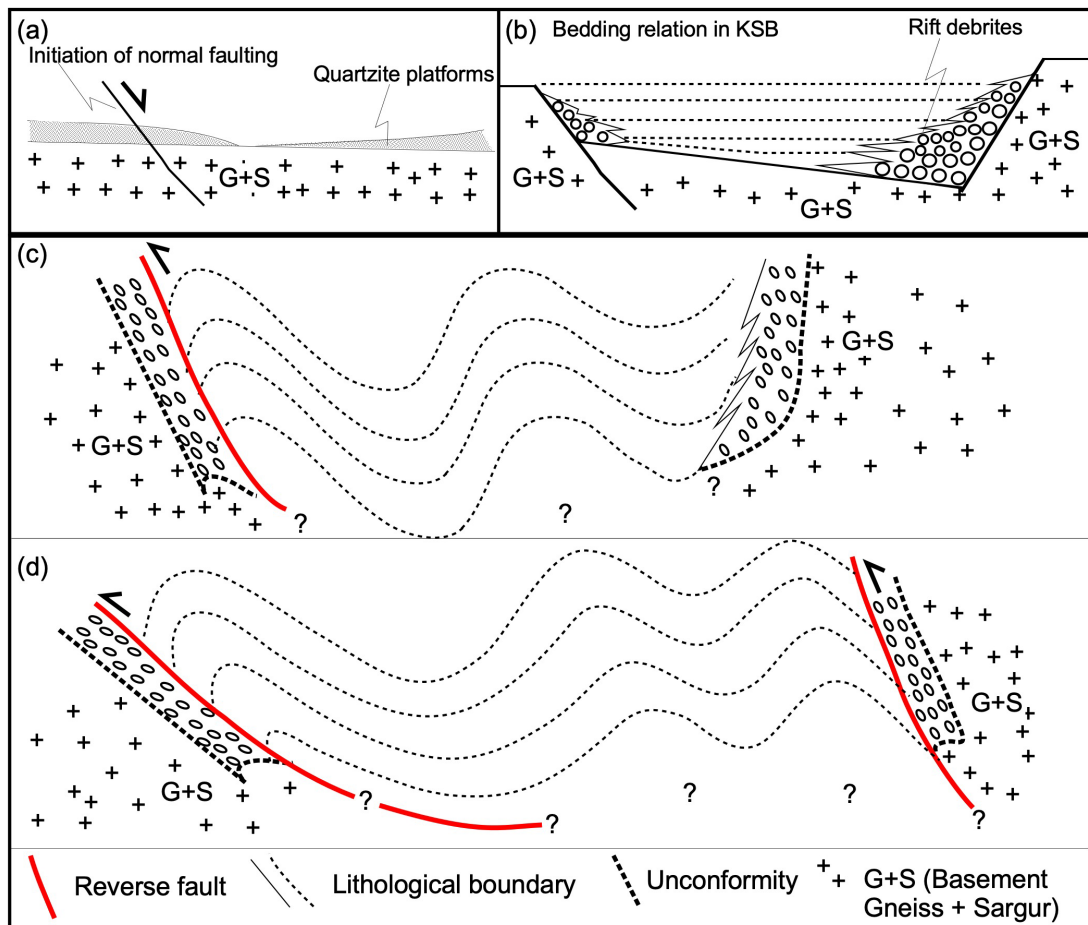 (a)
Initiation of normal faulting
Quartzite platforms
G+S
(b)
Bedding relation in KSB
Rift debrites
G+S
G+S
G+S
(c)
G+S
G+S
?
?
?
(d)
G+S
G+S
?
?
?
?
?
Reverse fault
Lithological boundary
Unconformity
G+S (Basement
Gneiss + Sargur)